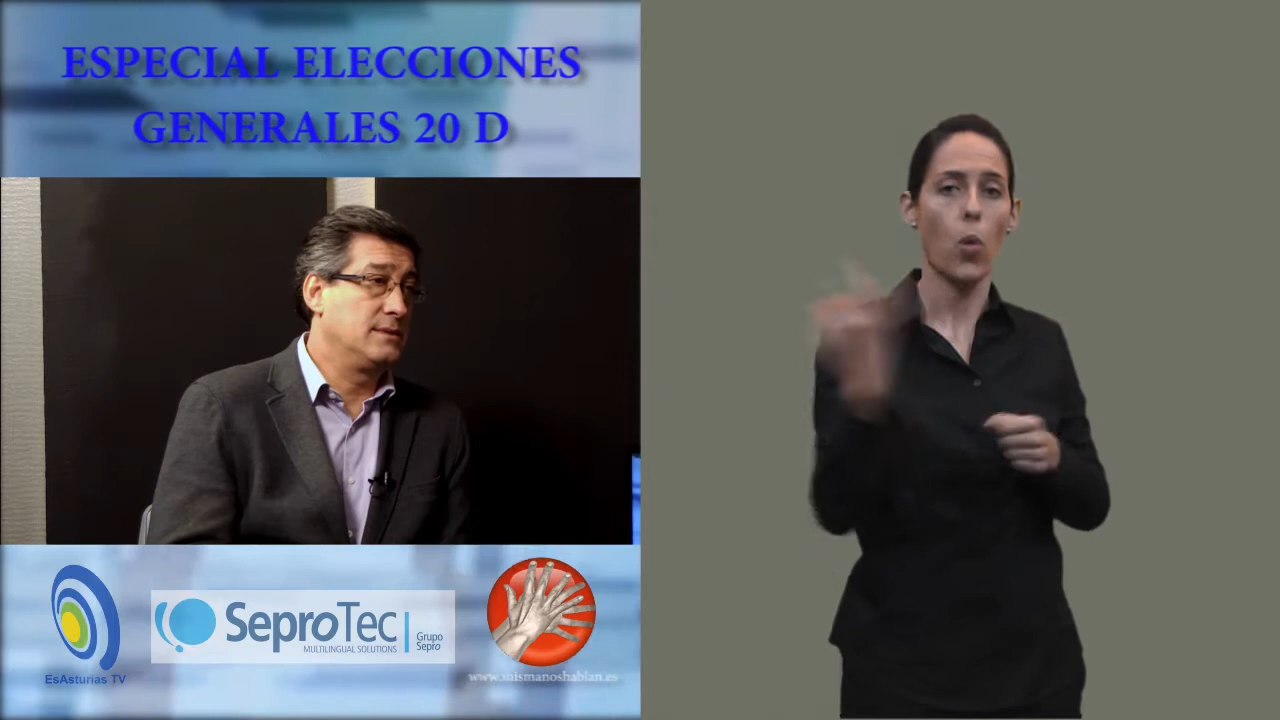 ESPECIAL ELECCIONES
GENERALES 20 D
SeproTec
MULTILINGUAL SOLUTIONS
Grupo
Sepro
EsAsturias TV
www.mismanoshablan.es